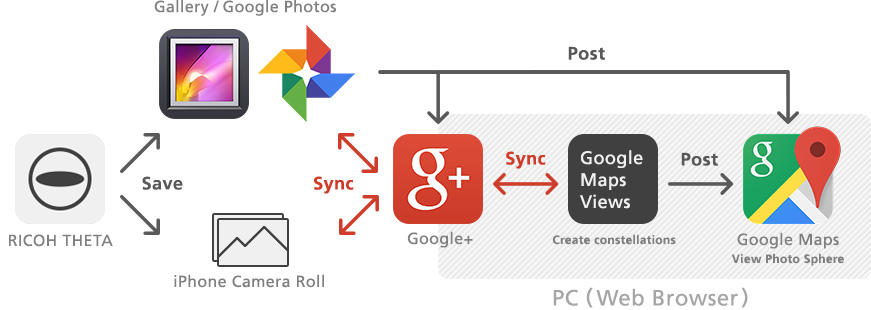 Gallery / Google Photos
Post
RICOH THETA
Save
iPhone Camera Roll
Sync
g+
Google+
Sync
Google
Maps
Views
Create constellations
Post
g
Google Maps
View Photo Sphere
PC (Web Browser)